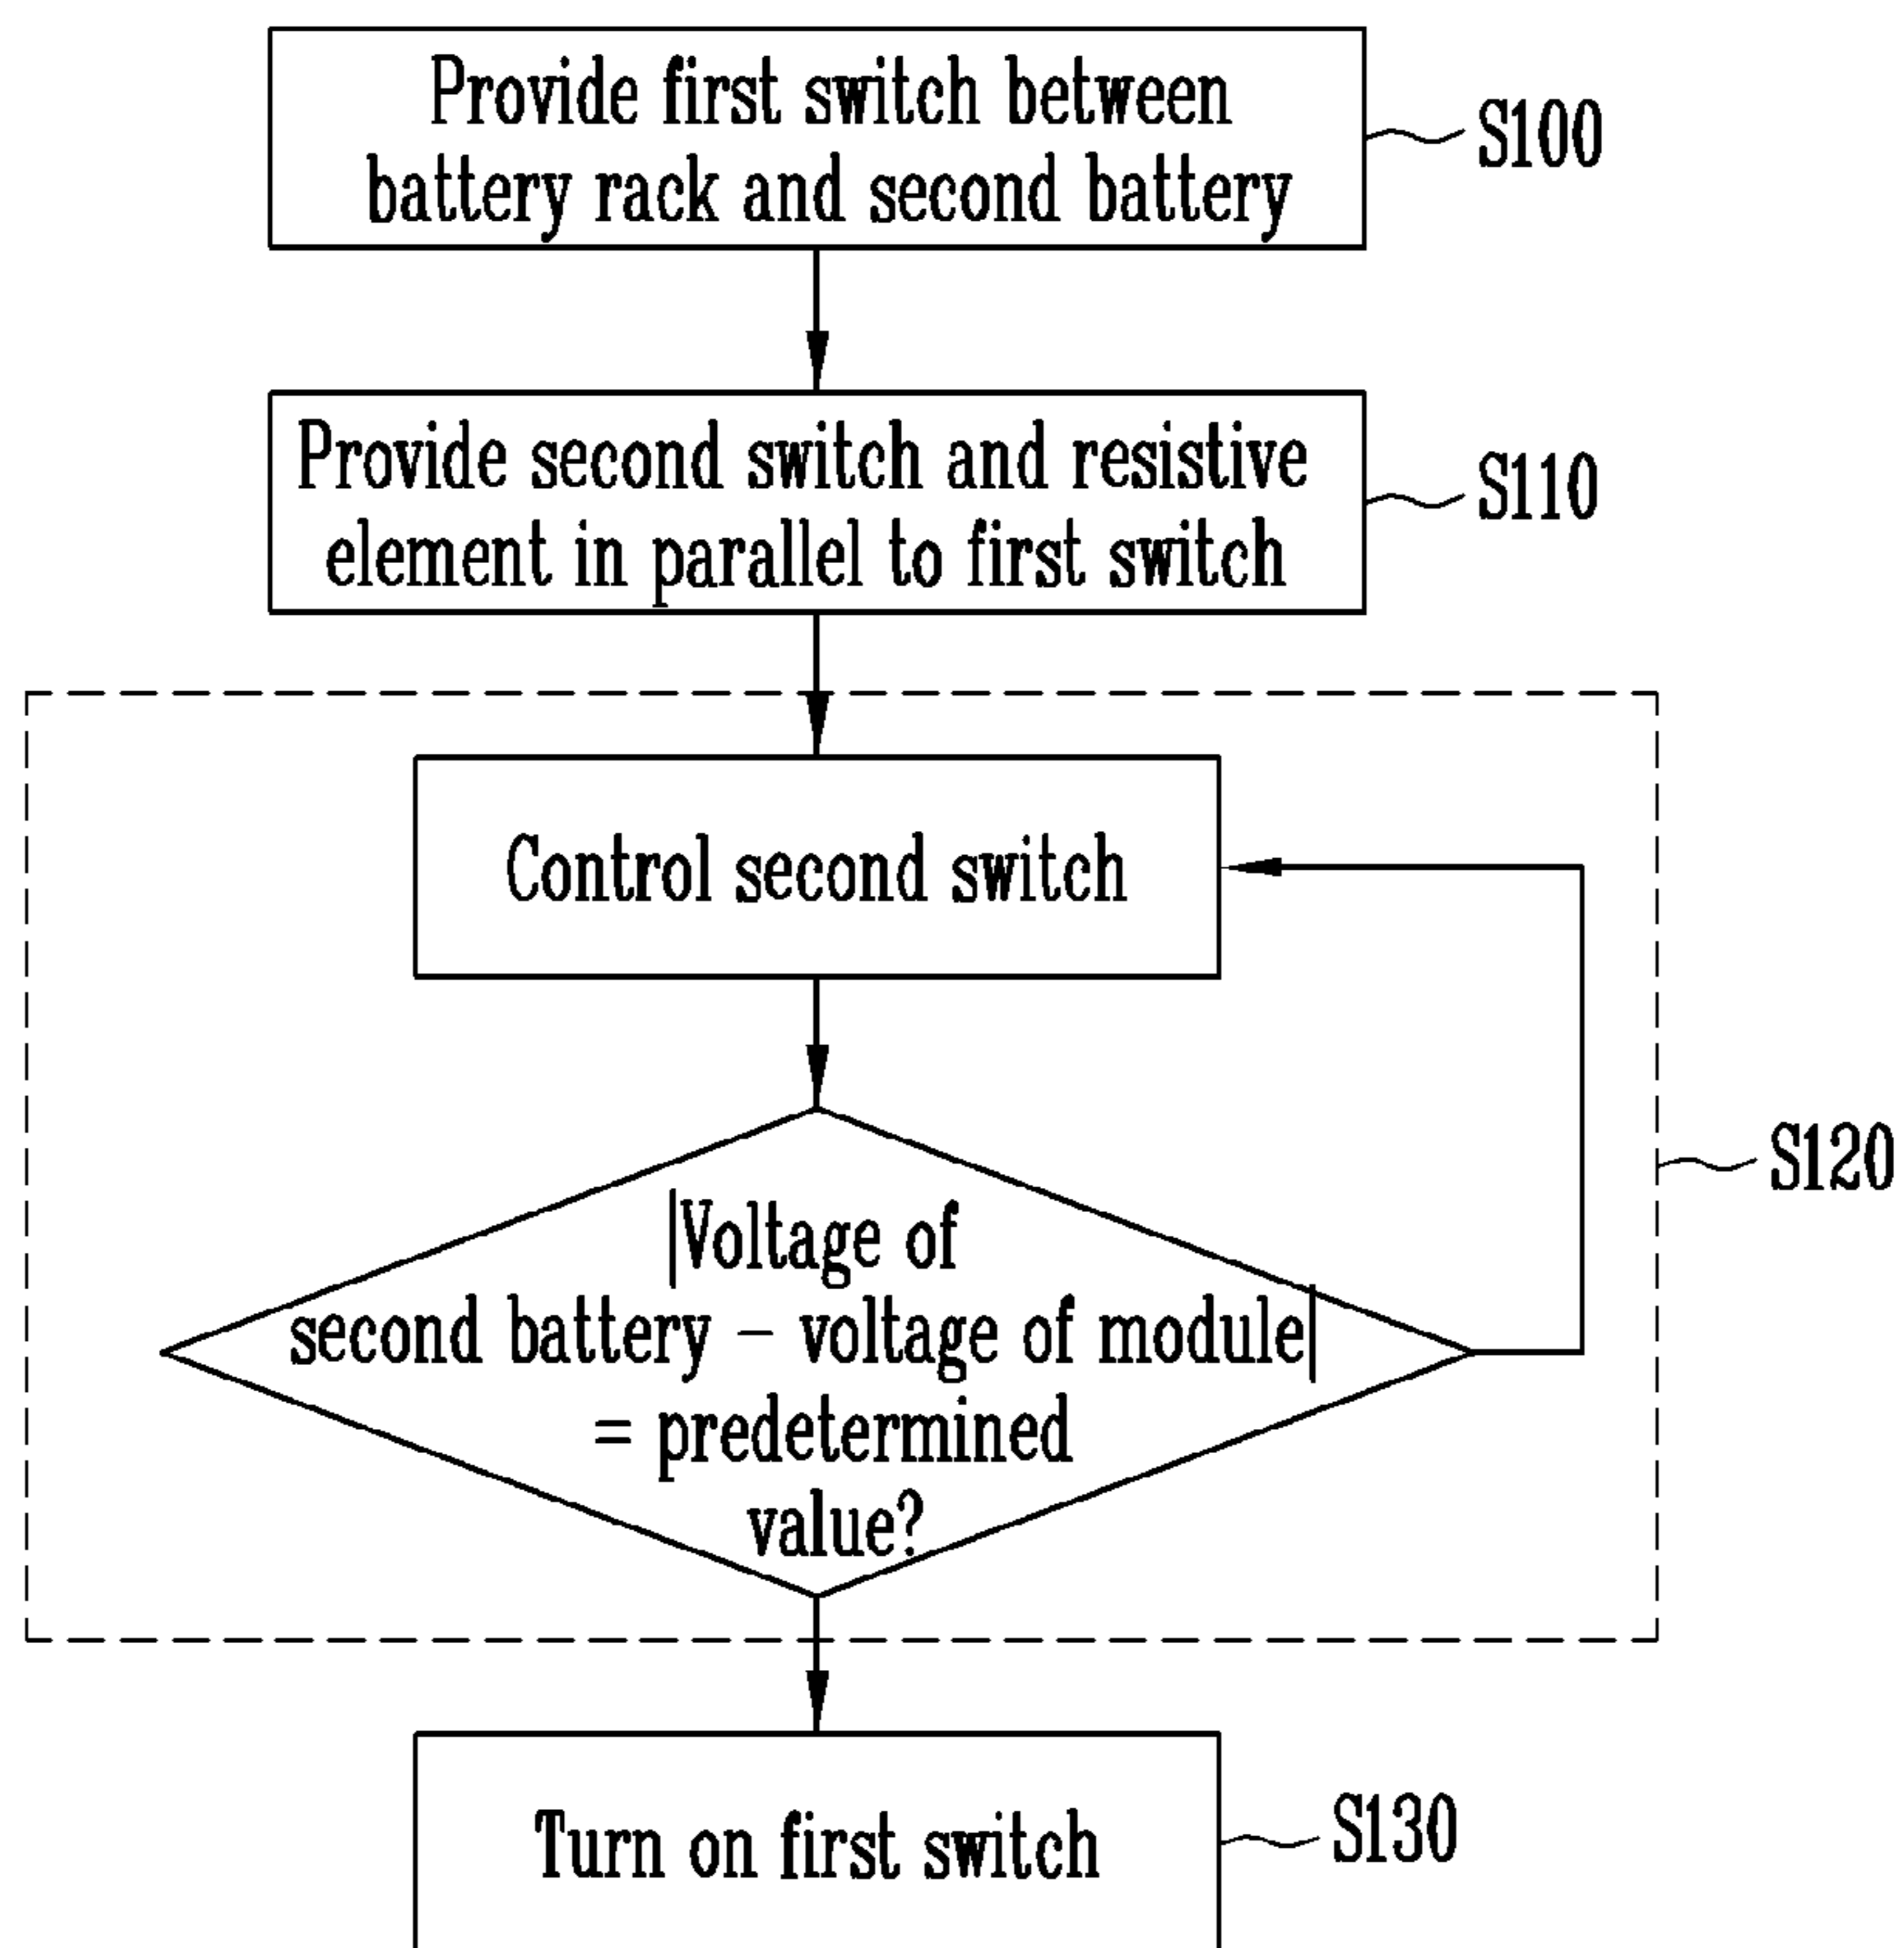 Provide first switch between
battery rack and second battery
S100
Provide second switch and resistive
element in parallel to first switch
S110
Control second switch
|Voltage of
second battery – voltage of module|
= predetermined
value?
S120
Turn on first switch
S130